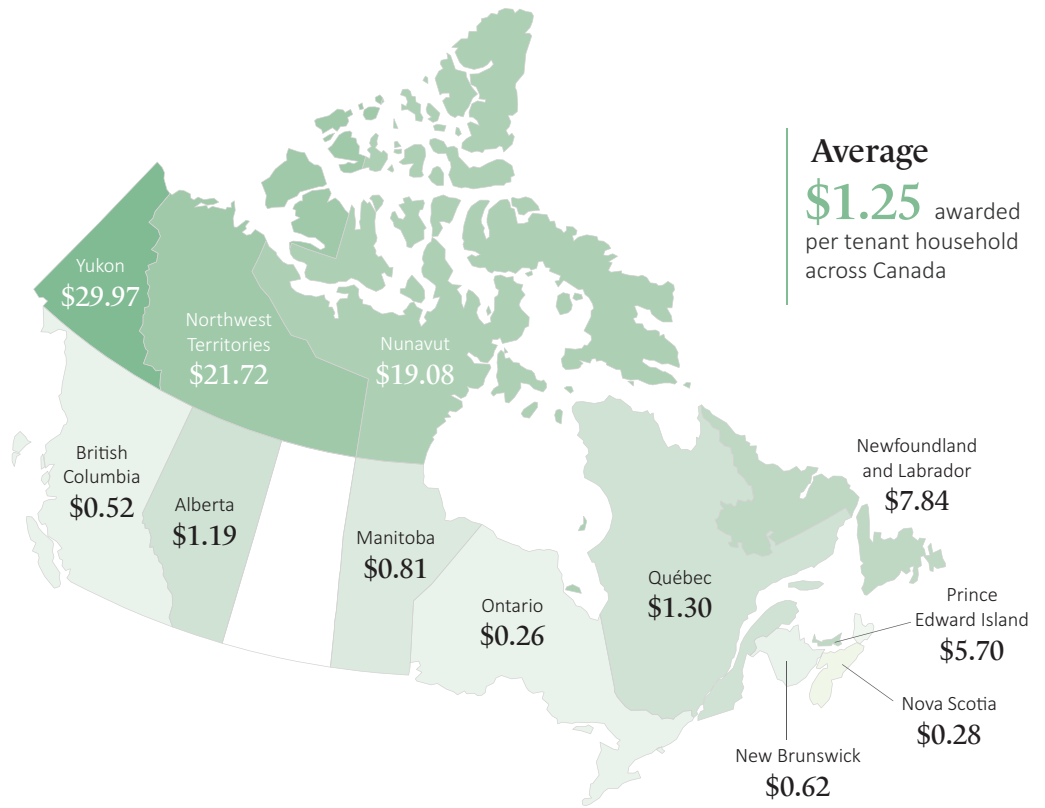 Average
$1.25 awarded
per tenant household
across Canada
Yukon
$29.97
Northwest
Territories
$21.72
Nunavut
$19.08
British
Columbia
$0.52
Alberta
$1.19
Manitoba
$0.81
Ontario
$0.26
Québec
$1.30
Newfoundland
and Labrador
$7.84
Prince
Edward Island
$5.70
Nova Scotia
$0.28
New Brunswick
$0.62